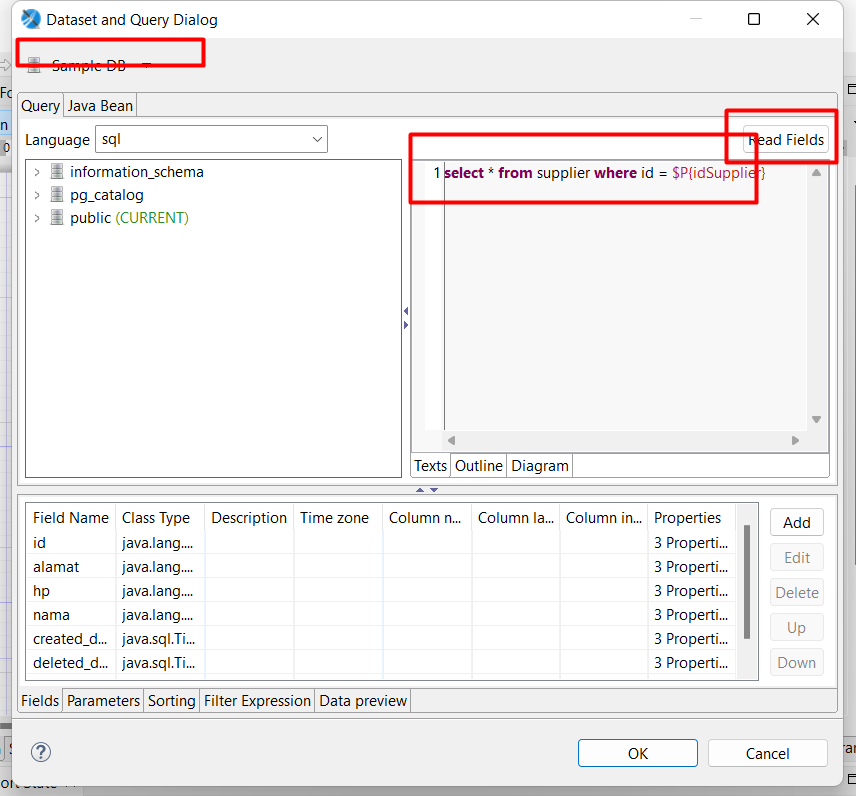 Dataset and Query Dialog
Sample DB
Query Java Bean
Language sql
Read Fields
information_schema
pg_catalog
public (CURRENT)
1 select * from supplier where id = $P{idSupplier}
Texts Outline Diagram
Field Name Class Type Description Time zone Column n... Column la... Column in... Properties
id java.lang.... 3 Properti...
alamat java.lang.... 3 Properti...
hp java.lang.... 3 Properti...
nama java.lang.... 3 Properti...
created_d... java.sql.Ti... 3 Properti...
deleted_d... java.sql.Ti... 3 Properti...
Add
Edit
Delete
Up
Down
Fields Parameters Sorting Filter Expression Data preview
? OK Cancel